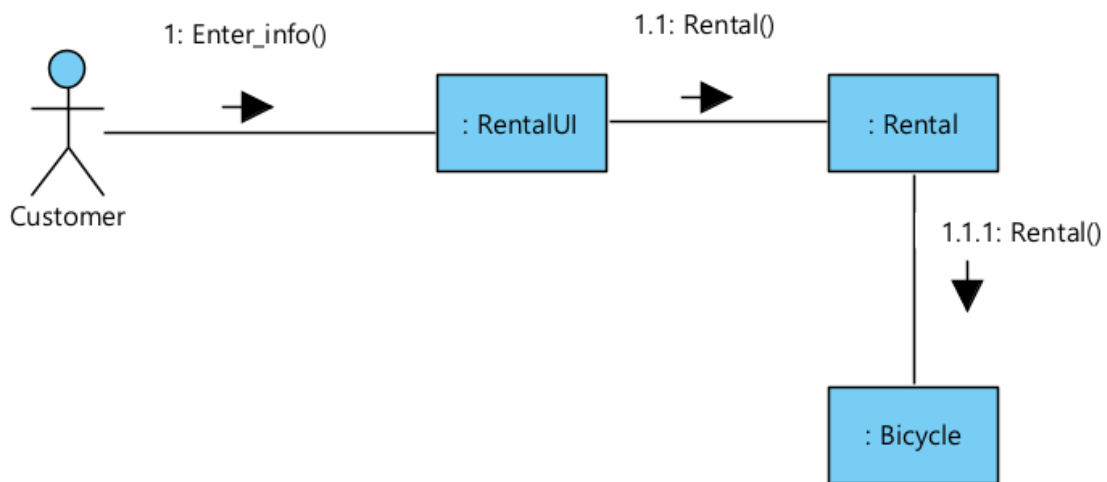 1: Enter_info()
1.1: Rental()
: RentalUI
: Rental
Customer
1.1.1: Rental()
: Bicycle